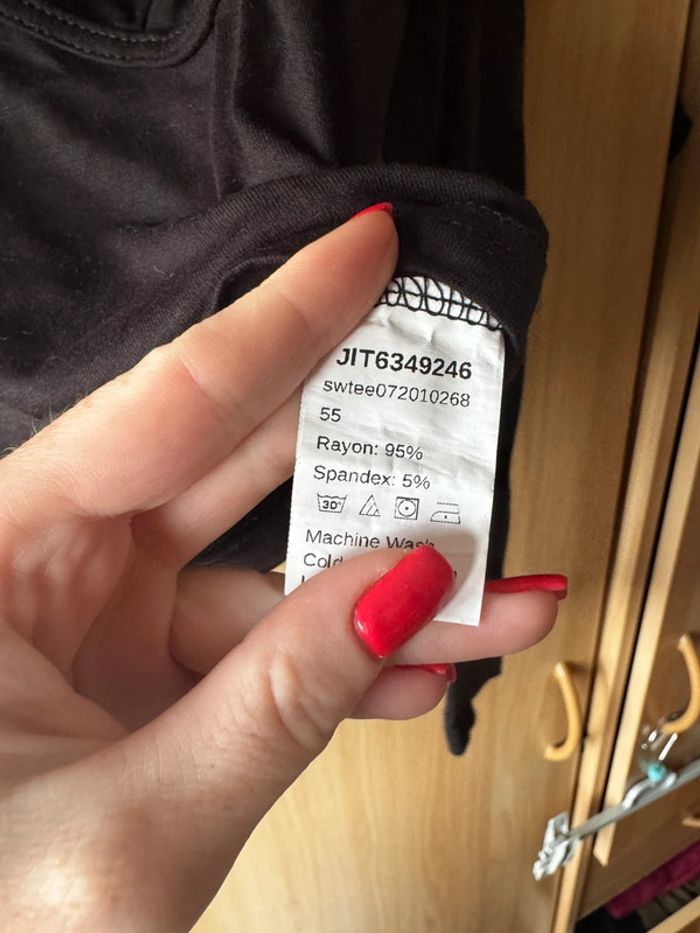 JIT6349246
swtee072010268
55
Rayon: 95%
Spandex: 5%
30°
Machine Wash
Cold